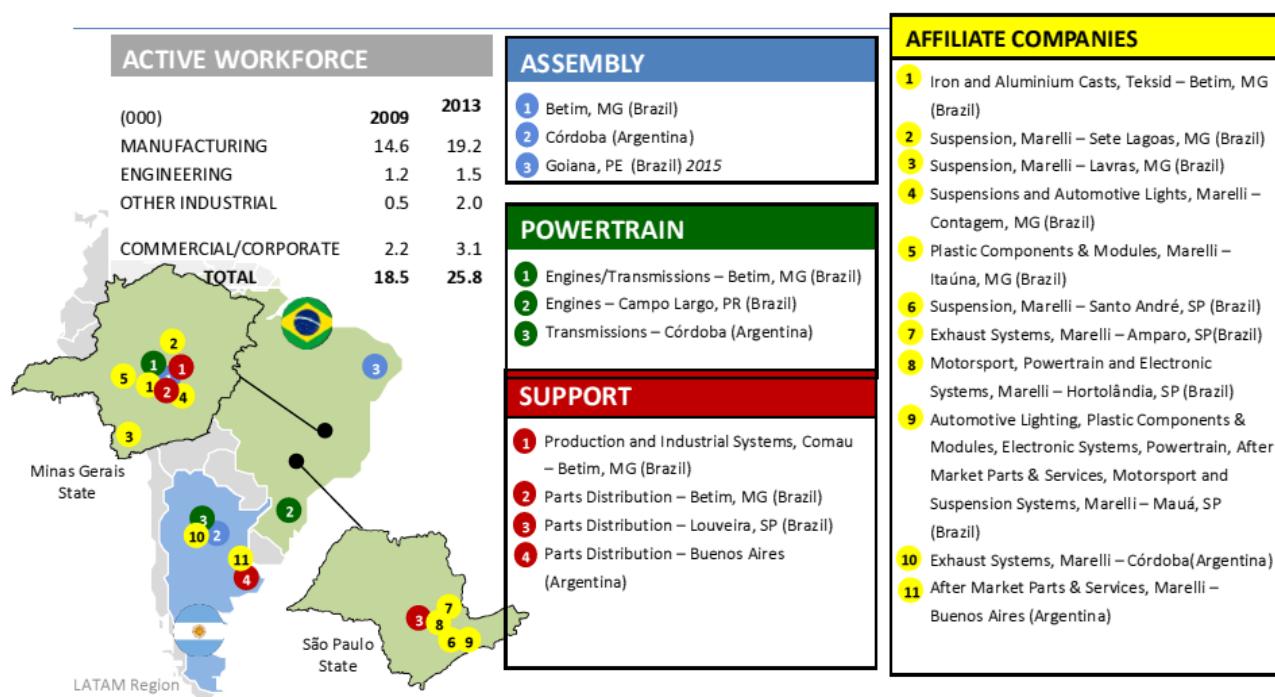 ACTIVE WORKFORCE
(000) 2009 2013
MANUFACTURING 14.6 19.2
ENGINEERING 1.2 1.5
OTHER INDUSTRIAL 0.5 2.0
COMMERCIAL/CORPORATE 2.2 3.1
TOTAL 18.5 25.8
2
1
1
3
5
1
2
4
3
Minas Gerais
State
2
3
10
2
11
4
7
3
8
6
9
São Paulo
State
LATAM Region
ASSEMBLY
1 Betim, MG (Brazil)
2 Córdoba (Argentina)
3 Goiana, PE (Brazil) 2015
POWERTRAIN
1 Engines/Transmissions – Betim, MG (Brazil)
2 Engines – Campo Largo, PR (Brazil)
3 Transmissions – Córdoba (Argentina)
SUPPORT
1 Production and Industrial Systems, Comau
– Betim, MG (Brazil)
2 Parts Distribution – Betim, MG (Brazil)
3 Parts Distribution – Louveira, SP (Brazil)
4 Parts Distribution – Buenos Aires
(Argentina)
AFFILIATE COMPANIES
1 Iron and Aluminium Casts, Teksid – Betim, MG
(Brazil)
2 Suspension, Marelli – Sete Lagoas, MG (Brazil)
3 Suspension, Marelli – Lavras, MG (Brazil)
4 Suspensions and Automotive Lights, Marelli –
Contagem, MG (Brazil)
5 Plastic Components & Modules, Marelli –
Itaúna, MG (Brazil)
6 Suspension, Marelli – Santo André, SP (Brazil)
7 Exhaust Systems, Marelli – Amparo, SP(Brazil)
8 Motorsport, Powertrain and Electronic
Systems, Marelli – Hortolândia, SP (Brazil)
9 Automotive Lighting, Plastic Components &
Modules, Electronic Systems, Powertrain, After
Market Parts & Services, Motorsport and
Suspension Systems, Marelli – Mauá, SP
(Brazil)
10 Exhaust Systems, Marelli – Córdoba(Argentina)
11 After Market Parts & Services, Marelli –
Buenos Aires (Argentina)